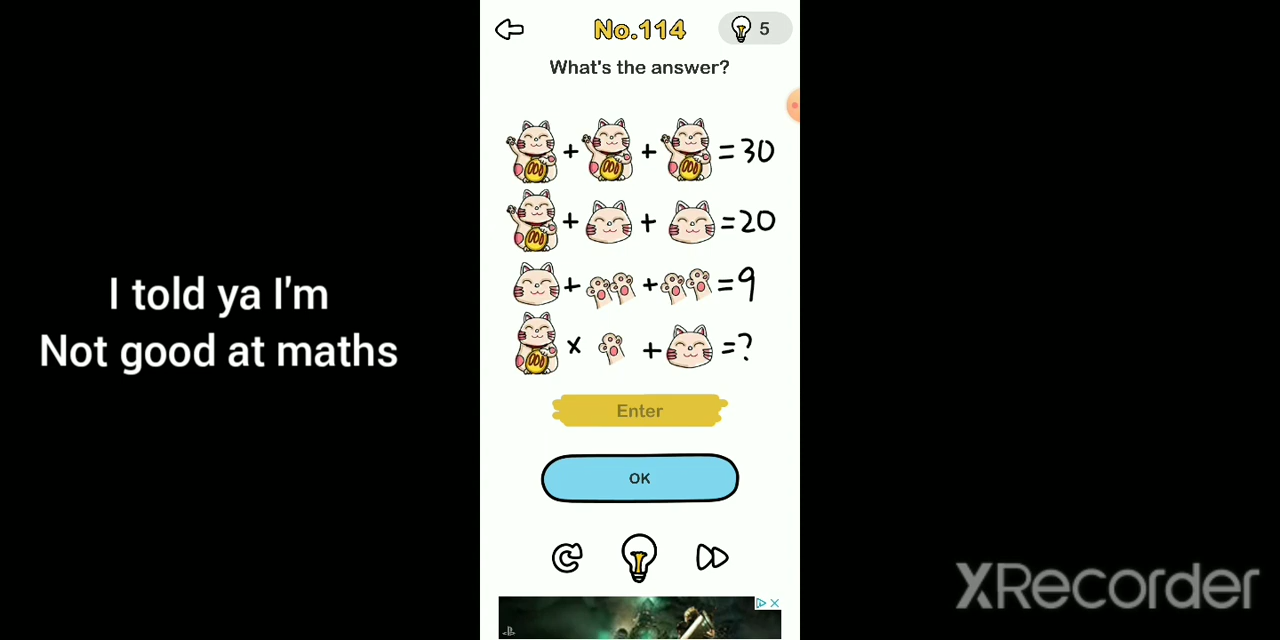 No.114
5
What's the answer?
+ + = 30
+ + = 20
+ + = 9
× + = ?
Enter
OK
I told ya I'm
Not good at maths
XRecorder